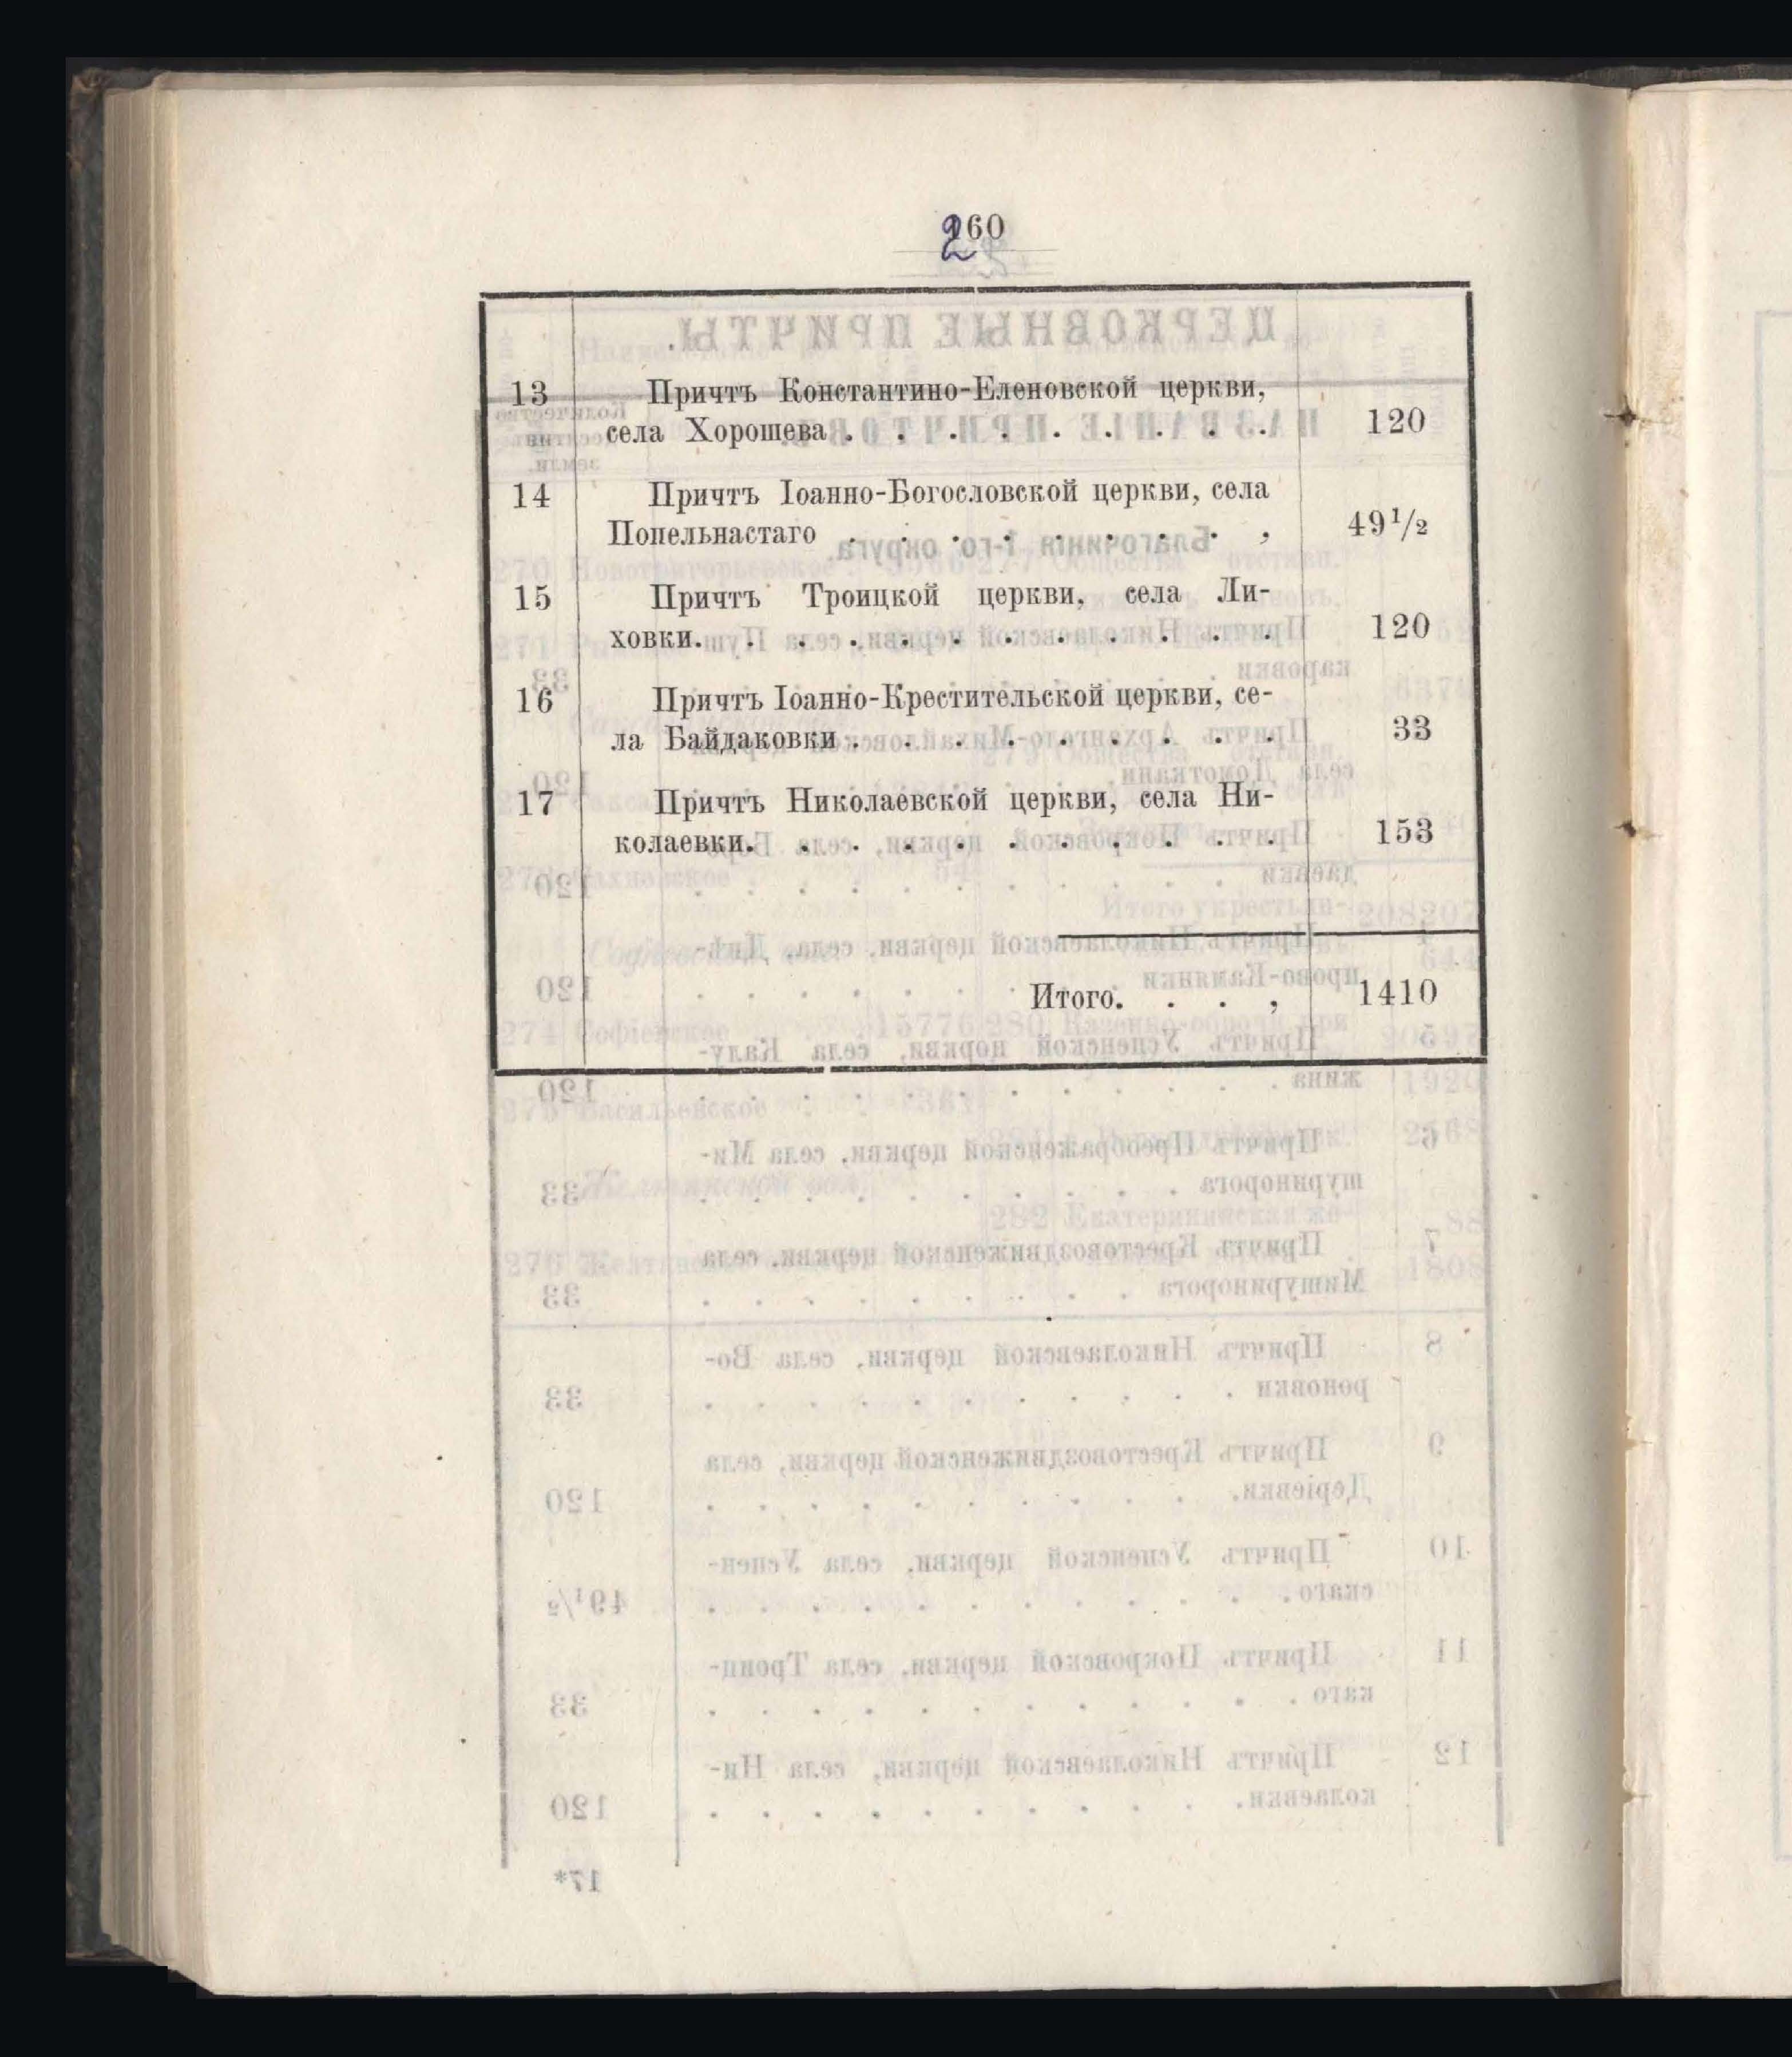 260
13 Причтъ Константино-Еленовской церкви,
села Хорошева . . . . . . . . . 120
14 Причтъ Іоанно-Богословской церкви, села
Попельнастаго . . . . . . . . , 49¹/₂
15 Причтъ Троицкой церкви, села Ли-
ховки. . . . . . . . . . . . 120
16 Причтъ Іоанно-Крестительской церкви, се-
ла Байдаковки . . . . . . . . . 33
17 Причтъ Николаевской церкви, села Ни-
колаевки. . . . . . . . . . . 153
Итого. . . , 1410